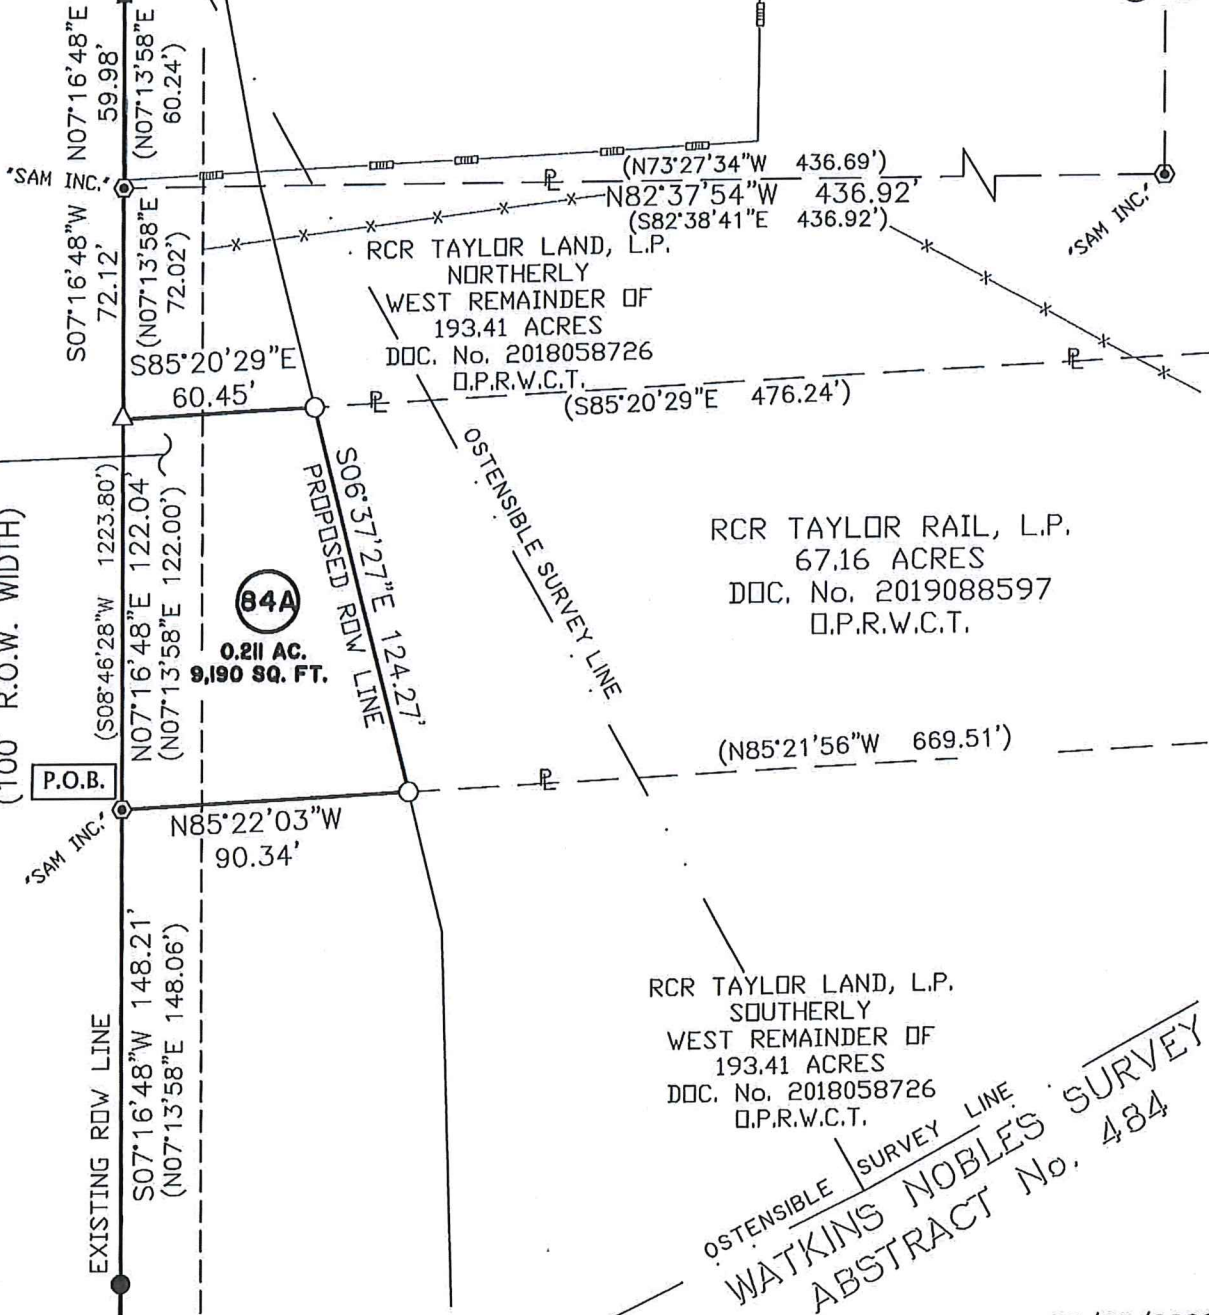 N07°16'48"E
59.98'
(N07°13'58"E
60.24')
"SAM INC."
(N73°27'34"W 436.69')
N82°37'54"W 436.92'
(S82°38'41"E 436.92')
"SAM INC."
S07°16'48"W
72.12'
(N07°13'58"E
72.02')
RCR TAYLOR LAND, L.P.
NORTHERLY
WEST REMAINDER OF
193.41 ACRES
DOC. No. 2018058726
O.P.R.W.C.T.
S85°20'29"E
60.45'
(S85°20'29"E 476.24')
(S08°46'28"W 1223.80')
N07°16'48"E 122.04'
(N07°13'58"E 122.00')
S06°37'27"E 124.27'
PROPOSED ROW LINE
OSTENSIBLE SURVEY LINE
84A
0.211 AC.
9,190 SQ. FT.
RCR TAYLOR RAIL, L.P.
67.16 ACRES
DOC. No. 2019088597
O.P.R.W.C.T.
(100' R.O.W. WIDTH)
P.O.B.
"SAM INC."
N85°22'03"W
90.34'
(N85°21'56"W 669.51')
EXISTING ROW LINE
S07°16'48"W 148.21'
(N07°13'58"E 148.06')
RCR TAYLOR LAND, L.P.
SOUTHERLY
WEST REMAINDER OF
193.41 ACRES
DOC. No. 2018058726
O.P.R.W.C.T.
OSTENSIBLE SURVEY LINE
WATKINS NOBLES SURVEY
ABSTRACT No. 484